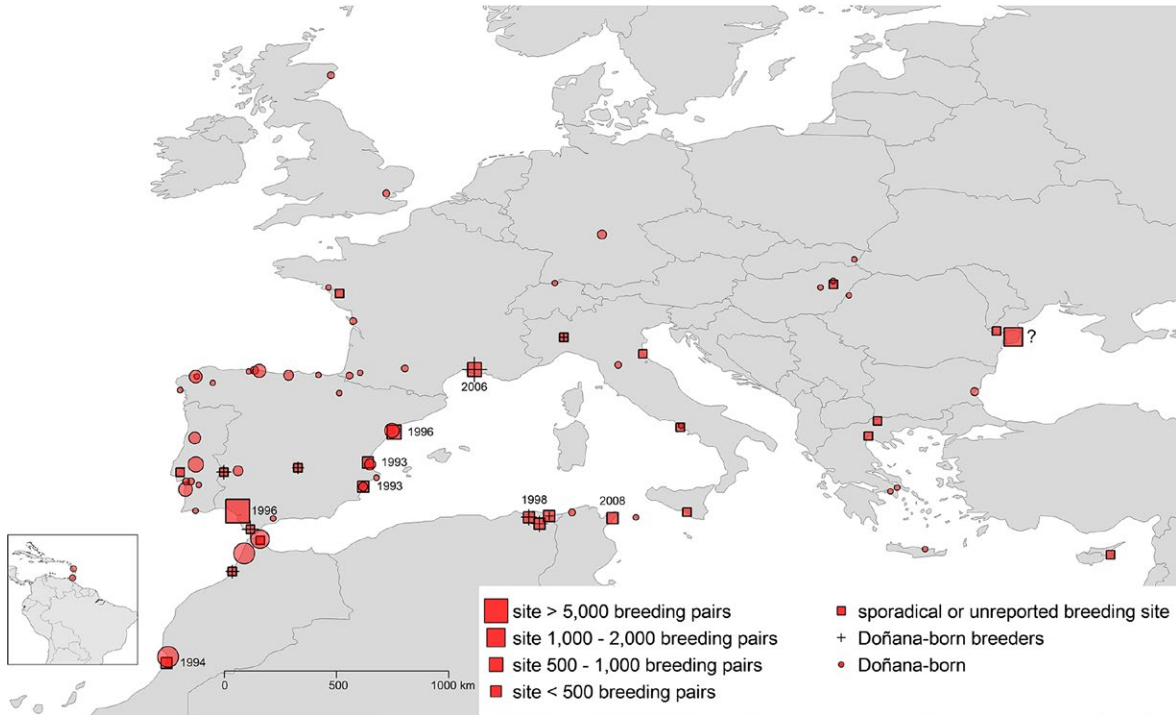 2006
1996
1993
1993
?
1996
1998
2008
1994
0
500
1000 km
site > 5,000 breeding pairs
site 1,000 - 2,000 breeding pairs
site 500 - 1,000 breeding pairs
site < 500 breeding pairs
sporadical or unreported breeding site
Doñana-born breeders
Doñana-born